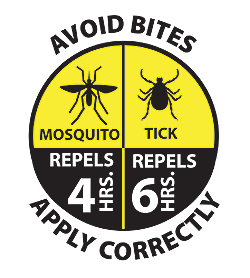 AVOID BITES
MOSQUITO TICK
REPELS REPELS
4 HRS. 6 HRS.
APPLY CORRECTLY